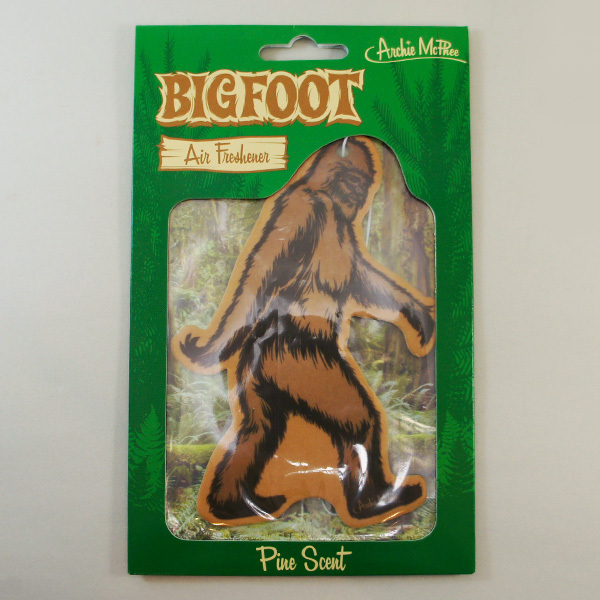 Archie McPhee
BIGFOOT
Air Freshener
Pine Scent